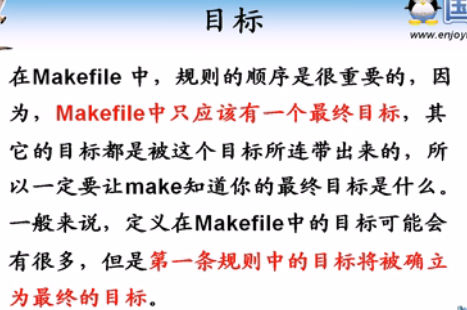 目标
国
www.enjoy
在Makefile 中，规则的顺序是很重要的，因
为，Makefile中只应该有一个最终目标，其
它的目标都是被这个目标所连带出来的，所
以一定要让make知道你的最终目标是什么。
一般来说，定义在Makefile中的目标可能会
有很多，但是第一条规则中的目标将被确立
为最终的目标。